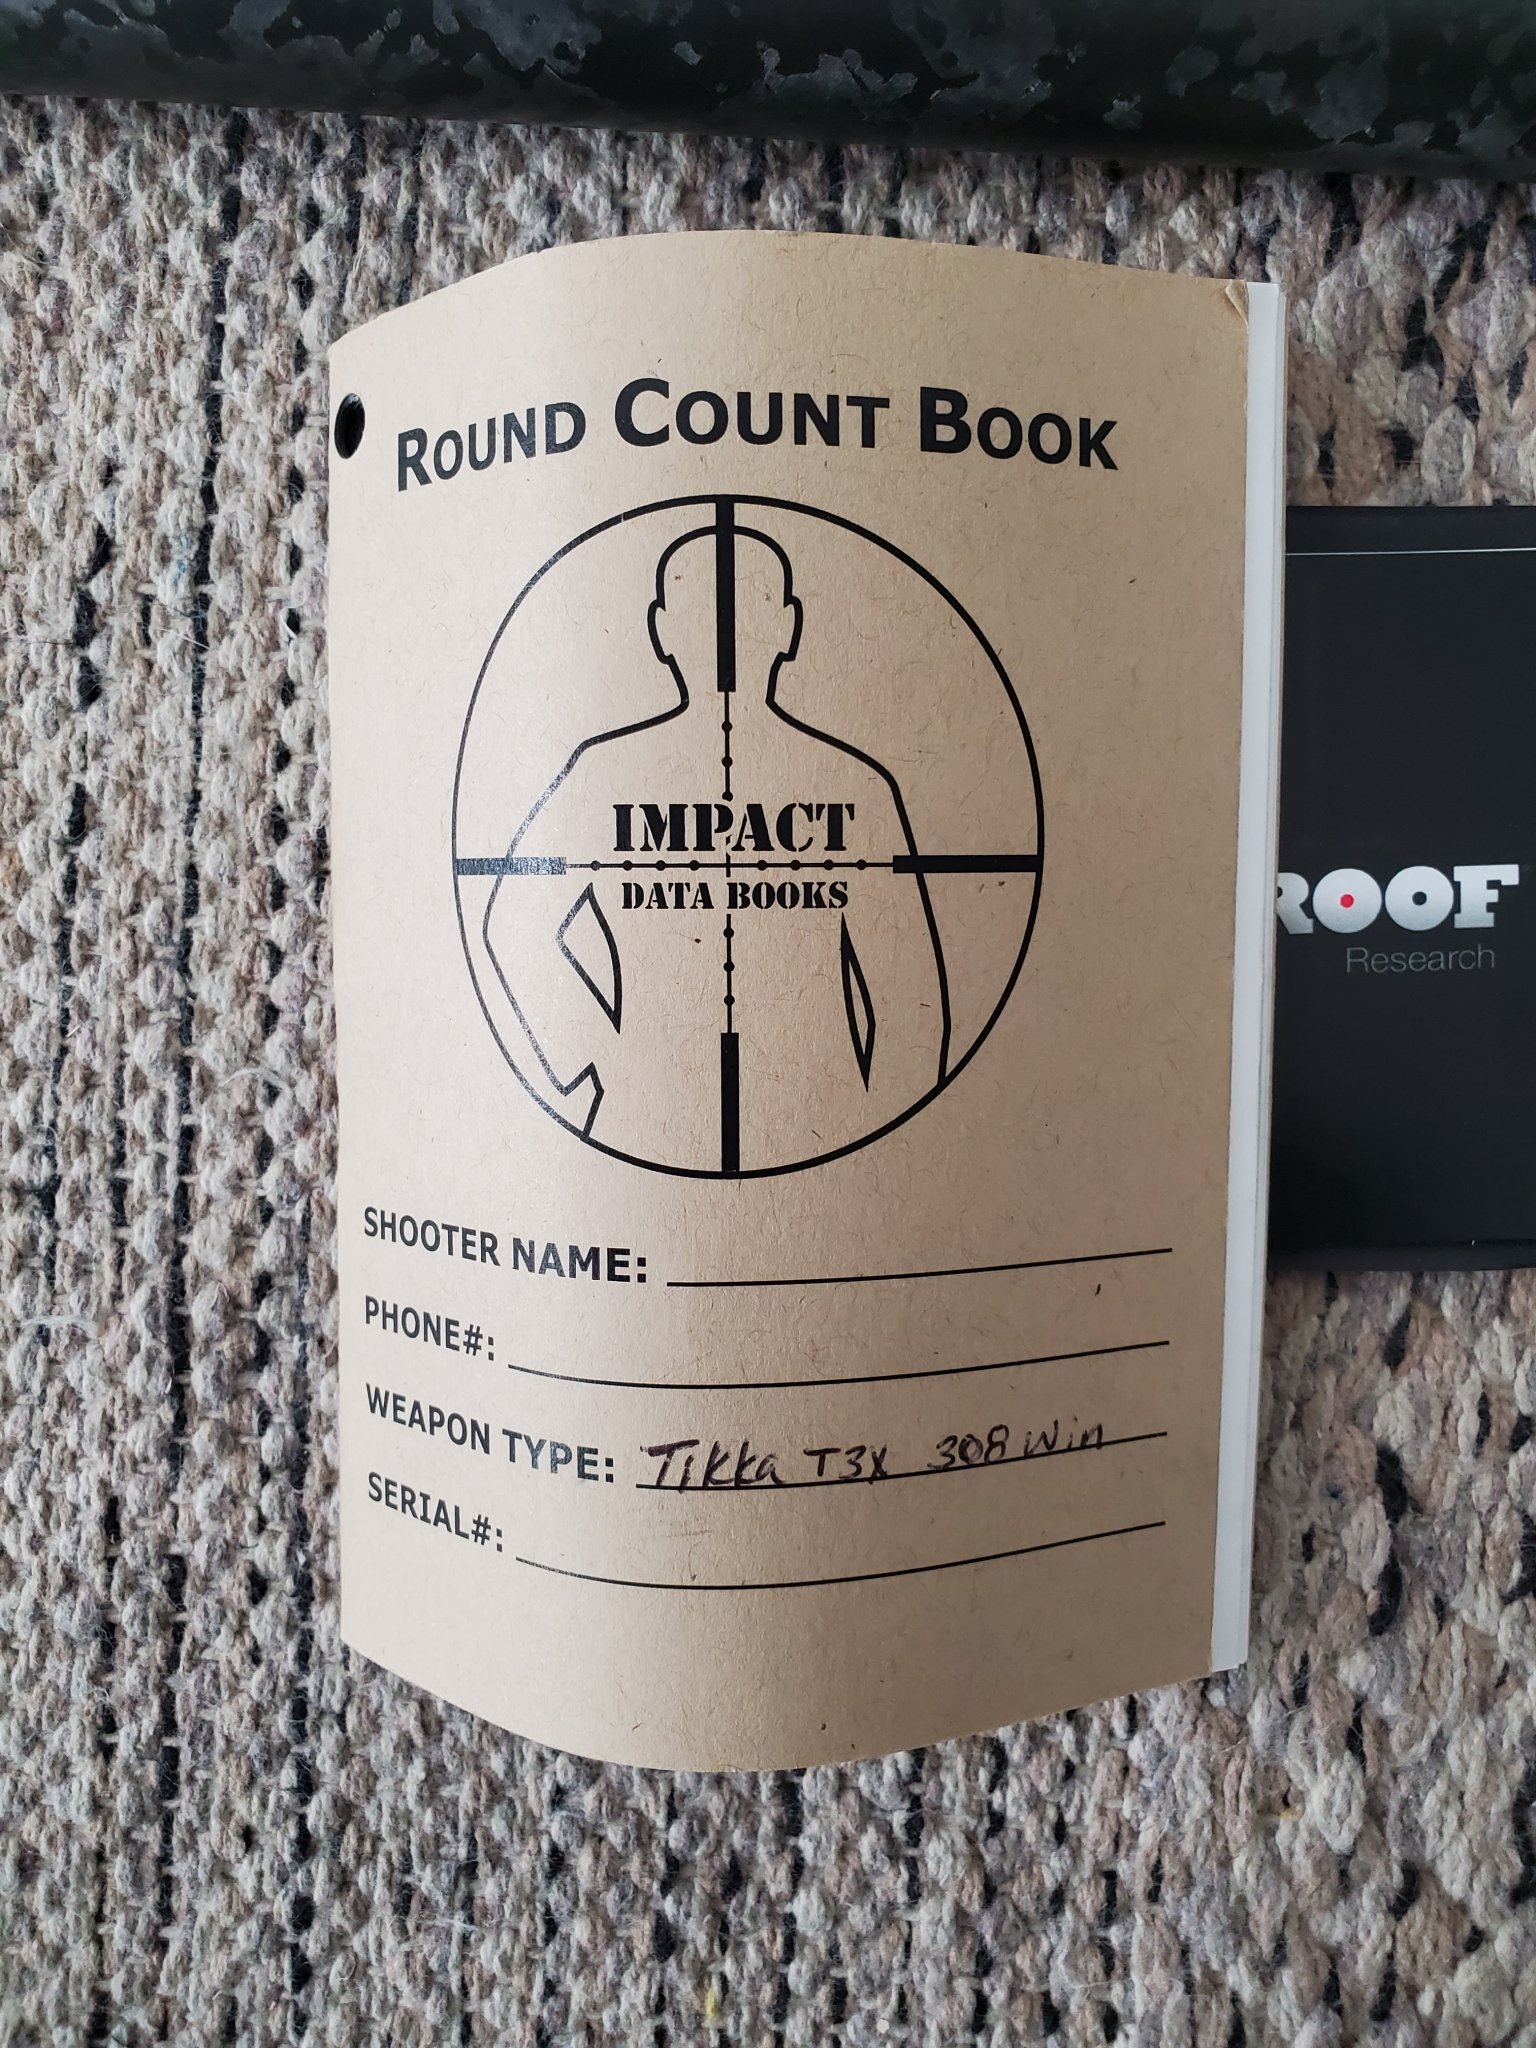 ROUND COUNT BOOK
IMPACT
DATA BOOKS
ROOF
Research
SHOOTER NAME:
PHONE#:
WEAPON TYPE: Tikka T3X 308 Win
SERIAL#: